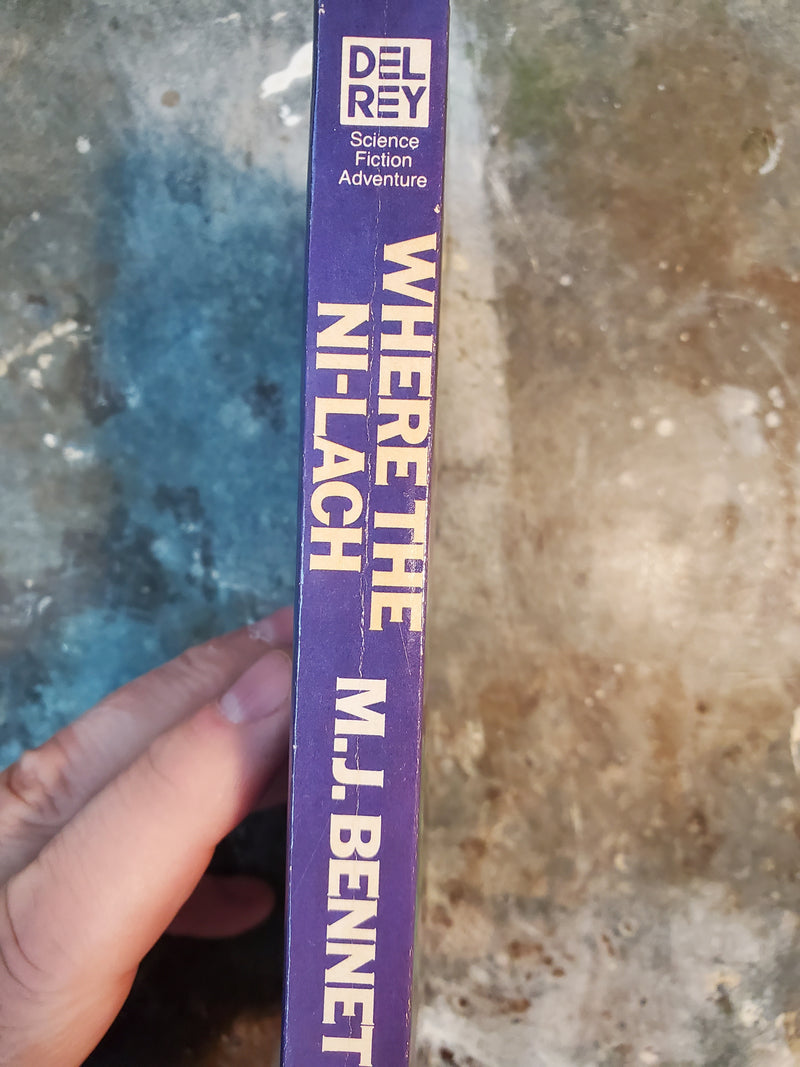 DEL
REY
Science
Fiction
Adventure
WHERE THE
NI-LACH
M.J. BENNET